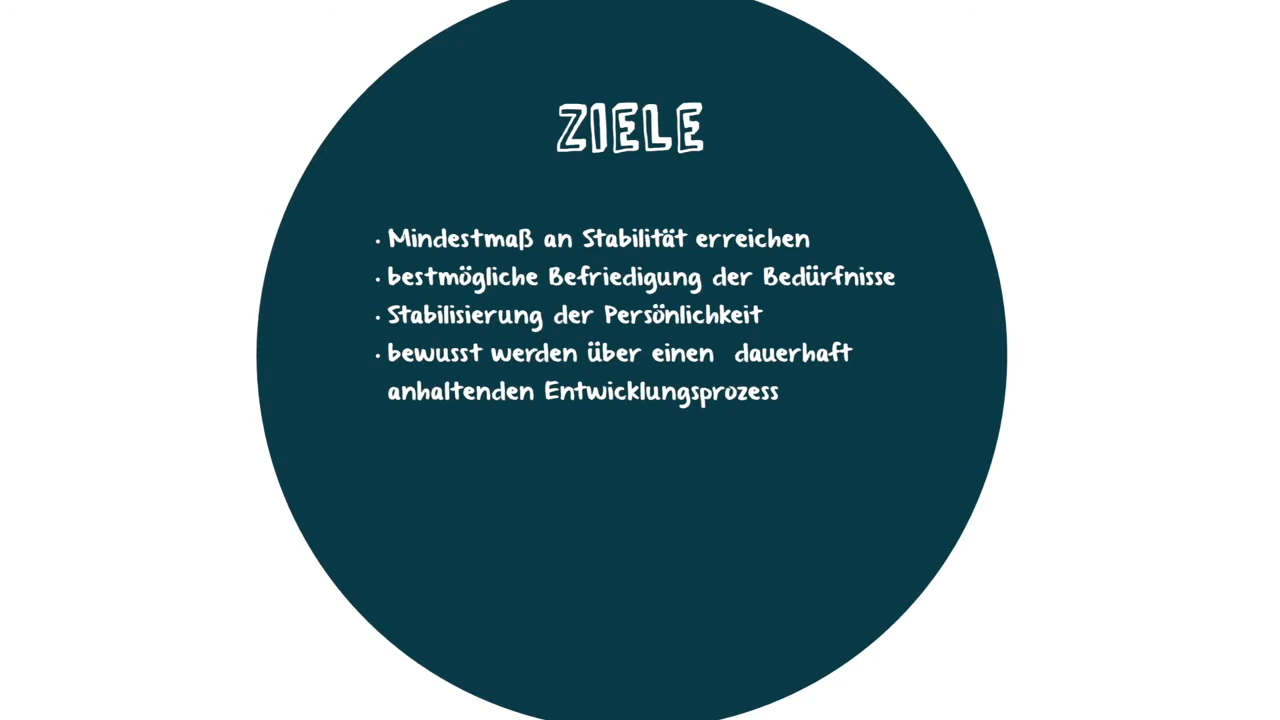 ZIELE
• Mindestmaß an Stabilität erreichen
• bestmögliche Befriedigung der Bedürfnisse
• Stabilisierung der Persönlichkeit
• bewusst werden über einen  dauerhaft
anhaltenden Entwicklungsprozess